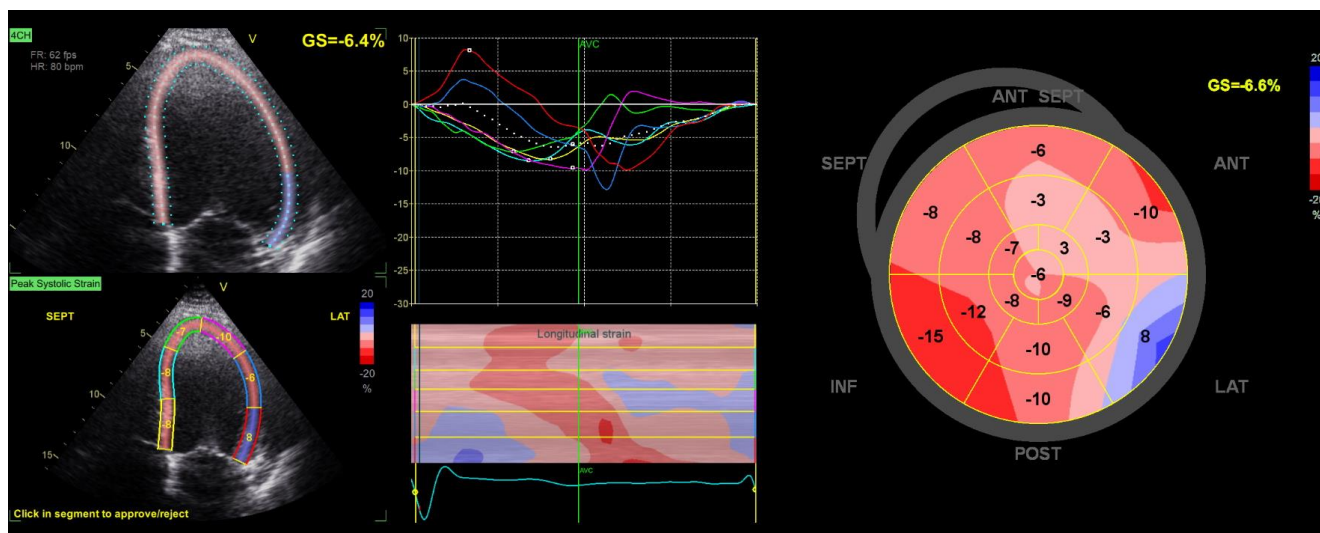 4CH
V
GS=-6.4%
FR: 62 fps
HR: 80 bpm
5
10
Peak Systolic Strain
V
20
SEPT
LAT
5
-7
-10
-8
-6
-20
%
10
-8
8
15
Click in segment to approve/reject
10
AVC
5
0
-5
-10
-15
-20
-25
-30
Longitudinal strain
AVC
20
GS=-6.6%
ANT SEPT
SEPT
ANT
-20
%
-6
-8
-10
-3
-8
-3
-7
3
-6
-8
-9
-12
-6
-15
8
-10
-10
INF
LAT
POST